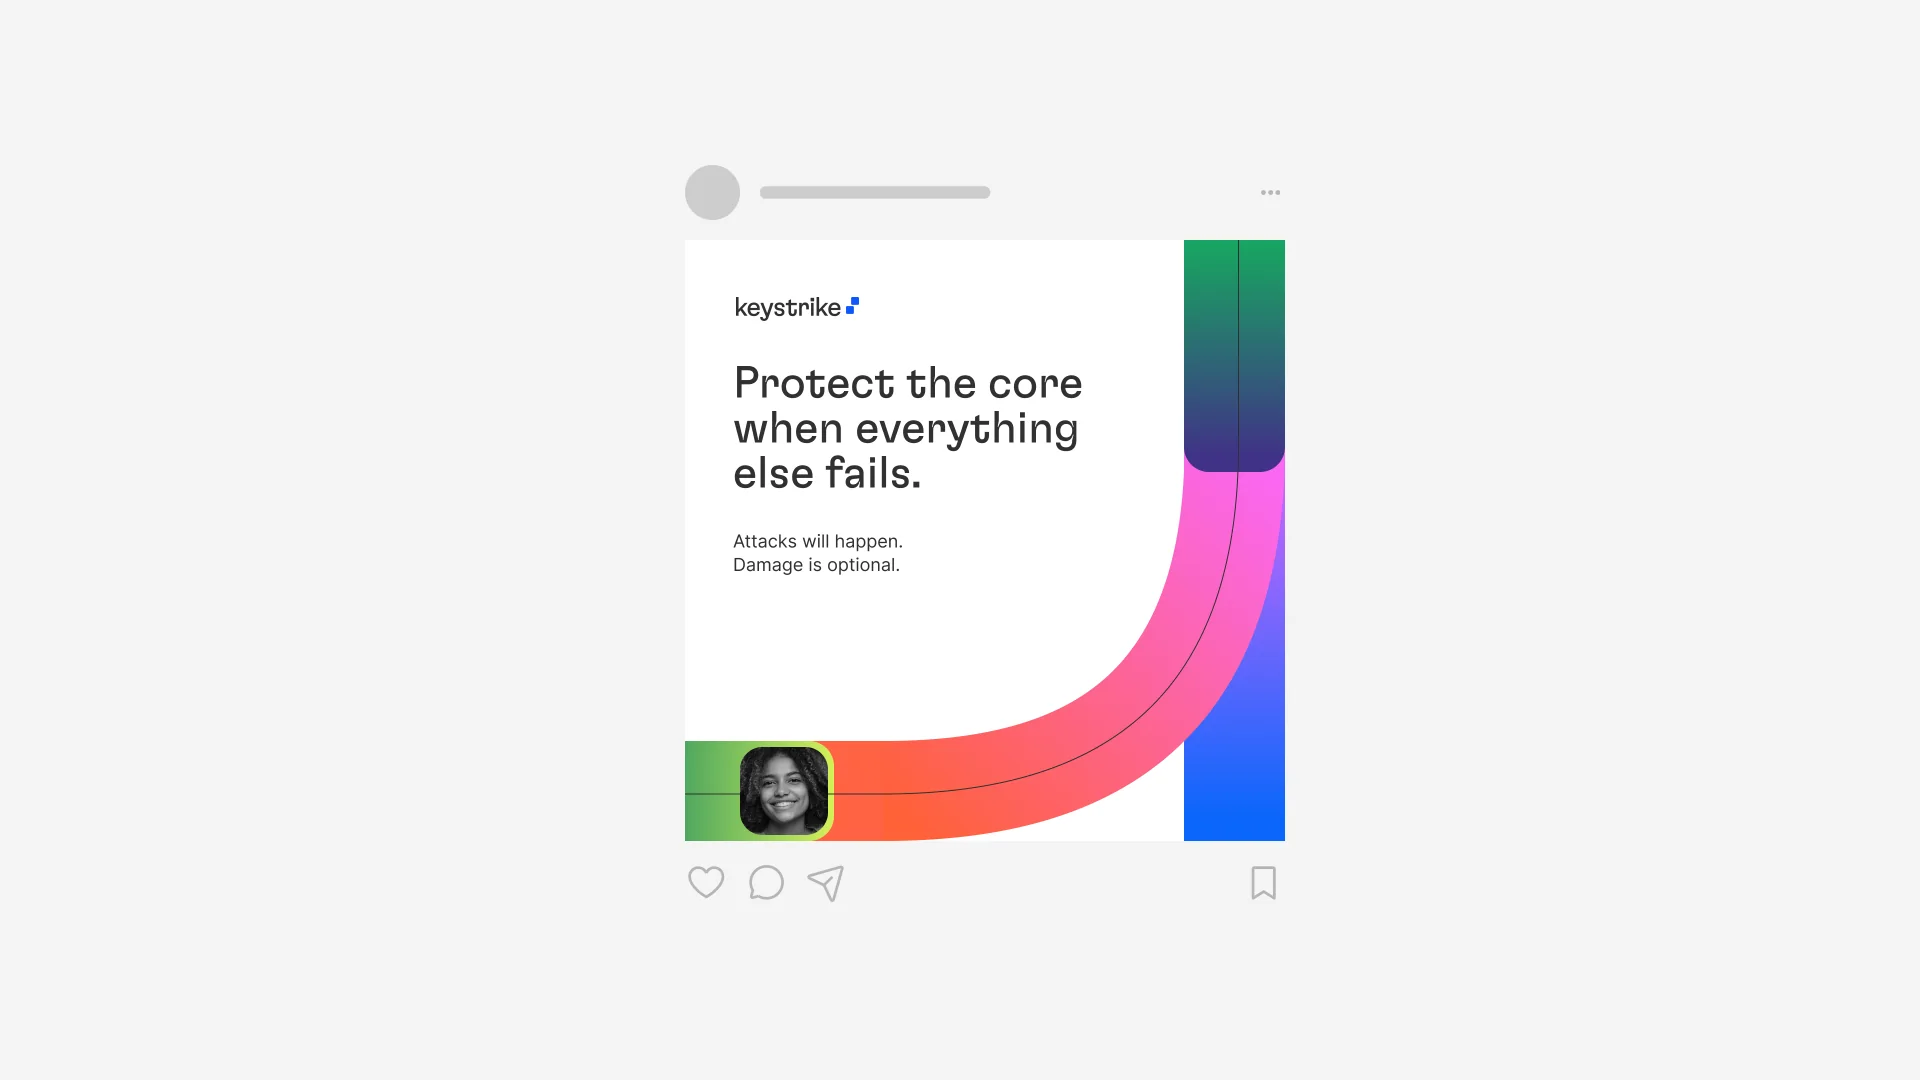 keystrike
Protect the core
when everything
else fails.
Attacks will happen.
Damage is optional.